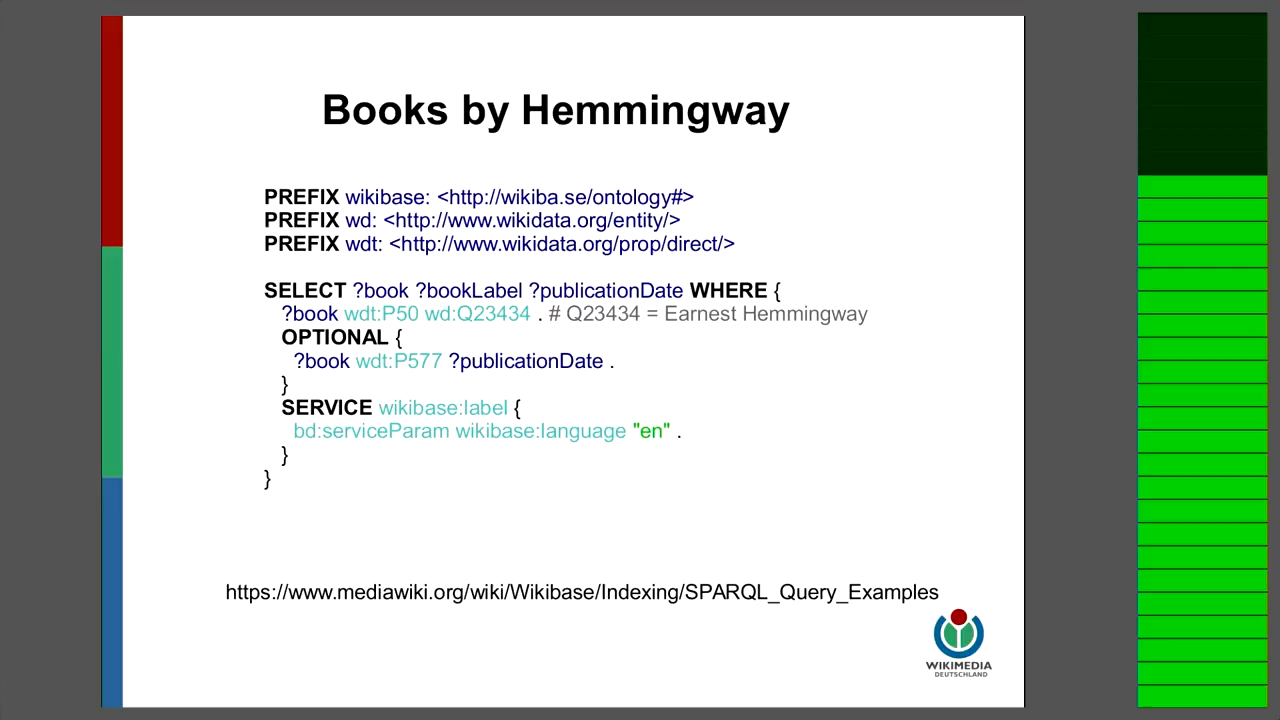 Books by Hemmingway
PREFIX wikibase: <http://wikiba.se/ontology#>
PREFIX wd: <http://www.wikidata.org/entity/>
PREFIX wdt: <http://www.wikidata.org/prop/direct/>
SELECT ?book ?bookLabel ?publicationDate WHERE {
?book wdt:P50 wd:Q23434 . # Q23434 = Earnest Hemmingway
OPTIONAL {
?book wdt:P577 ?publicationDate .
}
SERVICE wikibase:label {
bd:serviceParam wikibase:language "en" .
}
}
https://www.mediawiki.org/wiki/Wikibase/Indexing/SPARQL_Query_Examples
WIKIMEDIA
DEUTSCHLAND